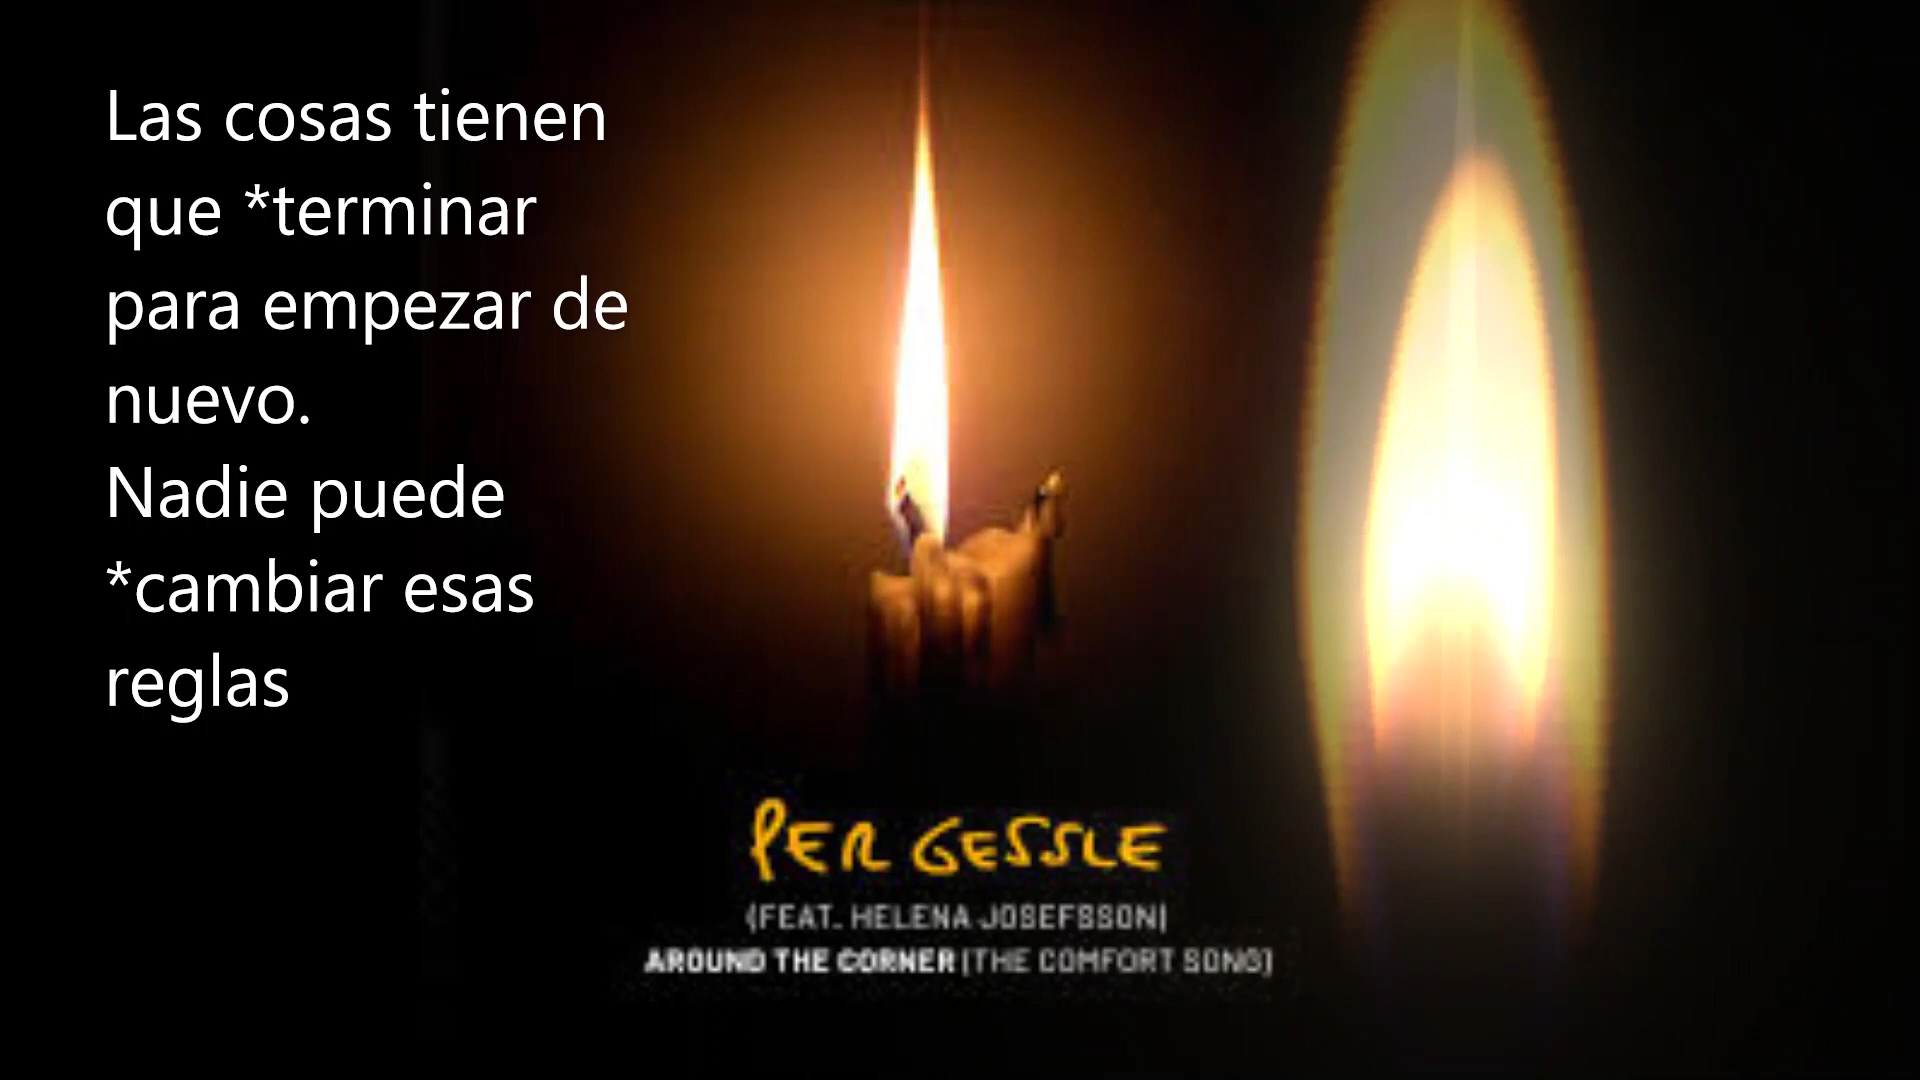 Las cosas tienen
que *terminar
para empezar de
nuevo.
Nadie puede
*cambiar esas
reglas
PER GESSLE
(FEAT. HELENA JOSEFSSON)
AROUND THE CORNER (THE COMFORT SONG)